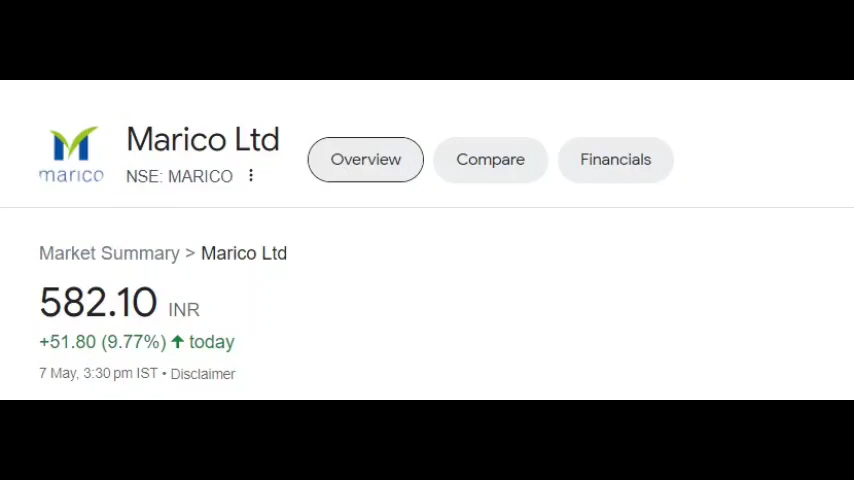 Marico Ltd
marico
NSE: MARICO
Overview
Compare
Financials
Market Summary > Marico Ltd
582.10 INR
+51.80 (9.77%) ↑ today
7 May, 3:30 pm IST • Disclaimer